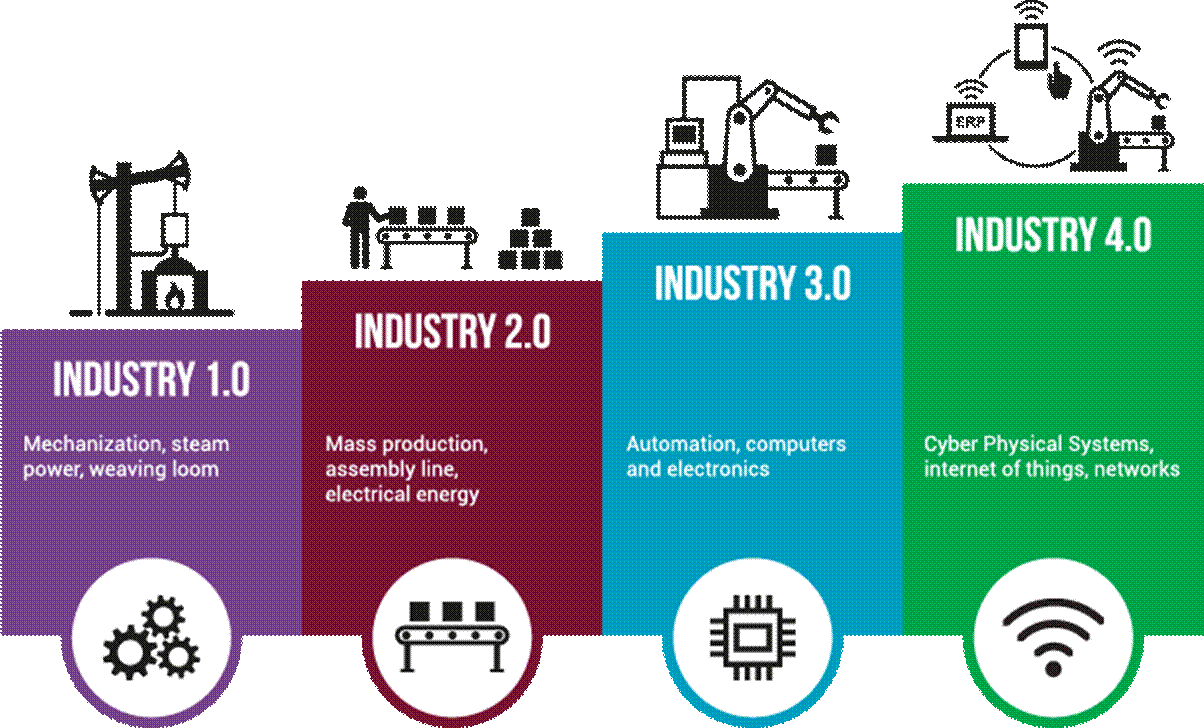 ERP
INDUSTRY 1.0
Mechanization, steam
power, weaving loom
INDUSTRY 2.0
Mass production,
assembly line,
electrical energy
INDUSTRY 3.0
Automation, computers
and electronics
INDUSTRY 4.0
Cyber Physical Systems,
internet of things, networks